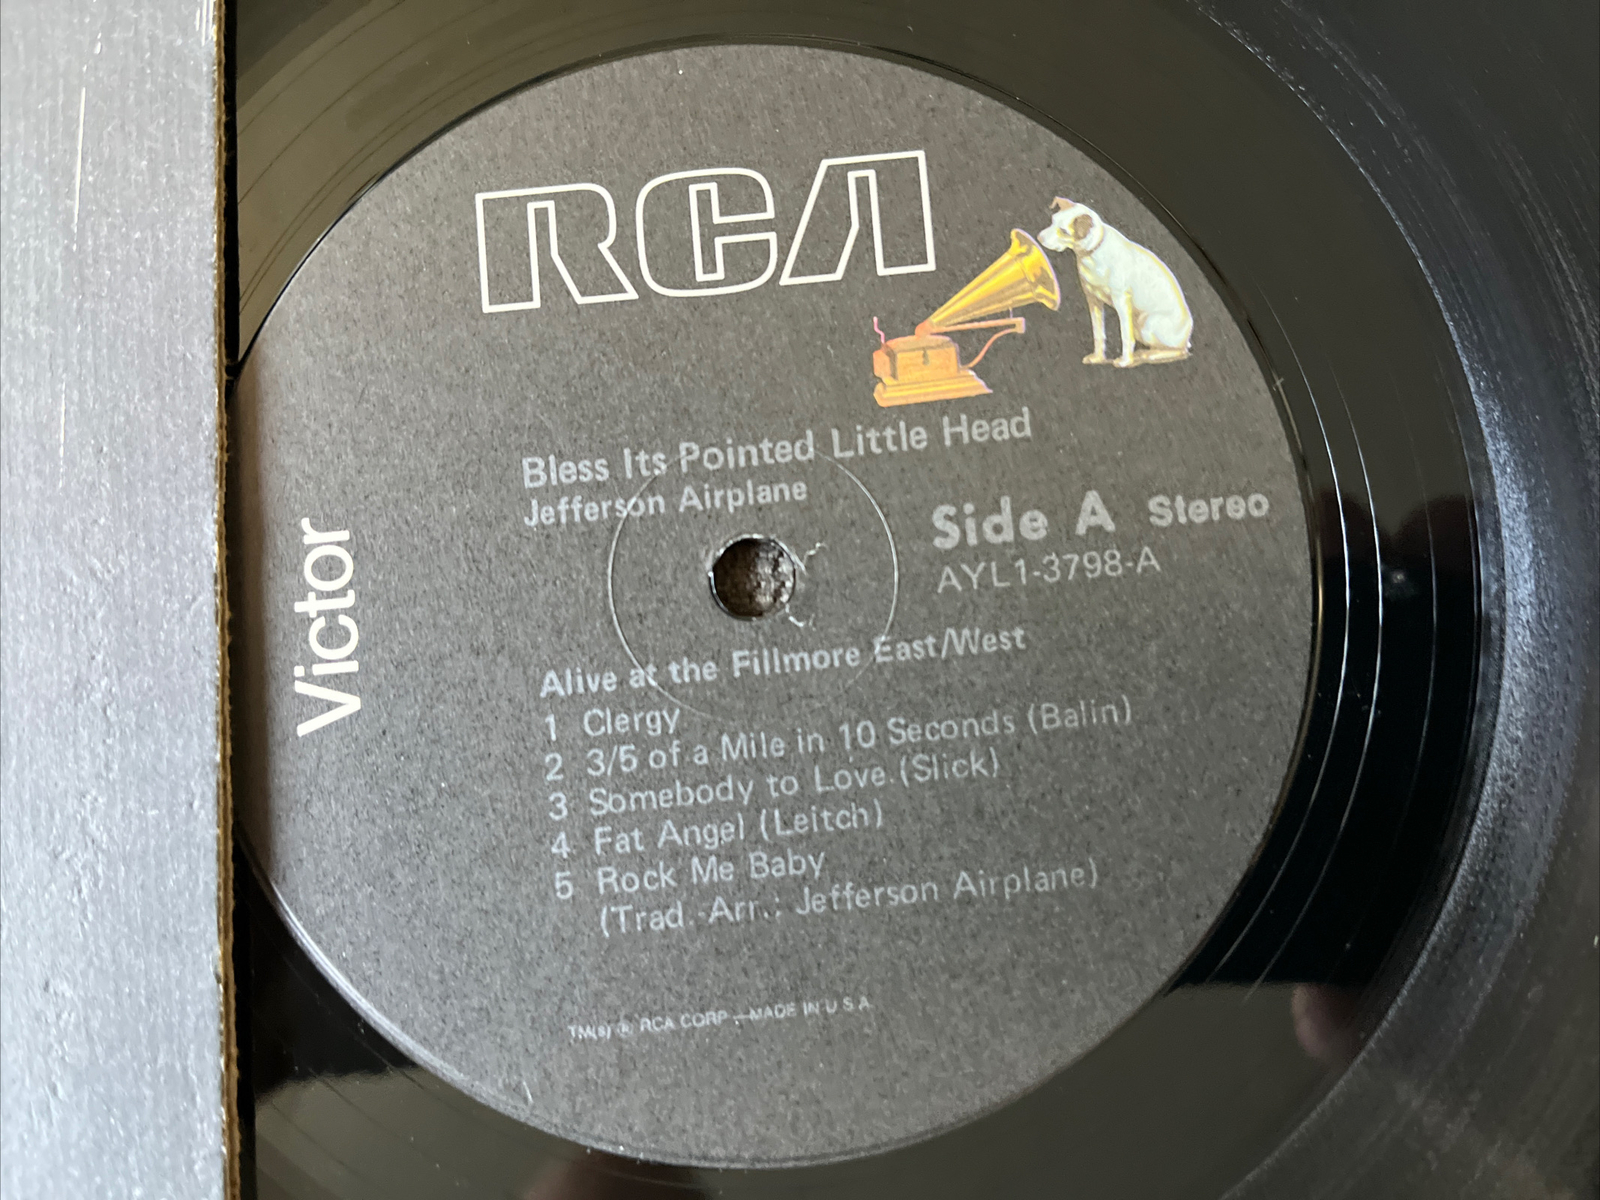 RCA
Victor
Bless Its Pointed Little Head
Jefferson Airplane
Side A Stereo
AYL1-3798-A
Alive at the Fillmore East/West
1 Clergy
2 3/5 of a Mile in 10 Seconds (Balin)
3 Somebody to Love (Slick)
4 Fat Angel (Leitch)
5 Rock Me Baby
(Trad.-Arr.: Jefferson Airplane)
TM(s) ® RCA CORP—MADE IN U S A